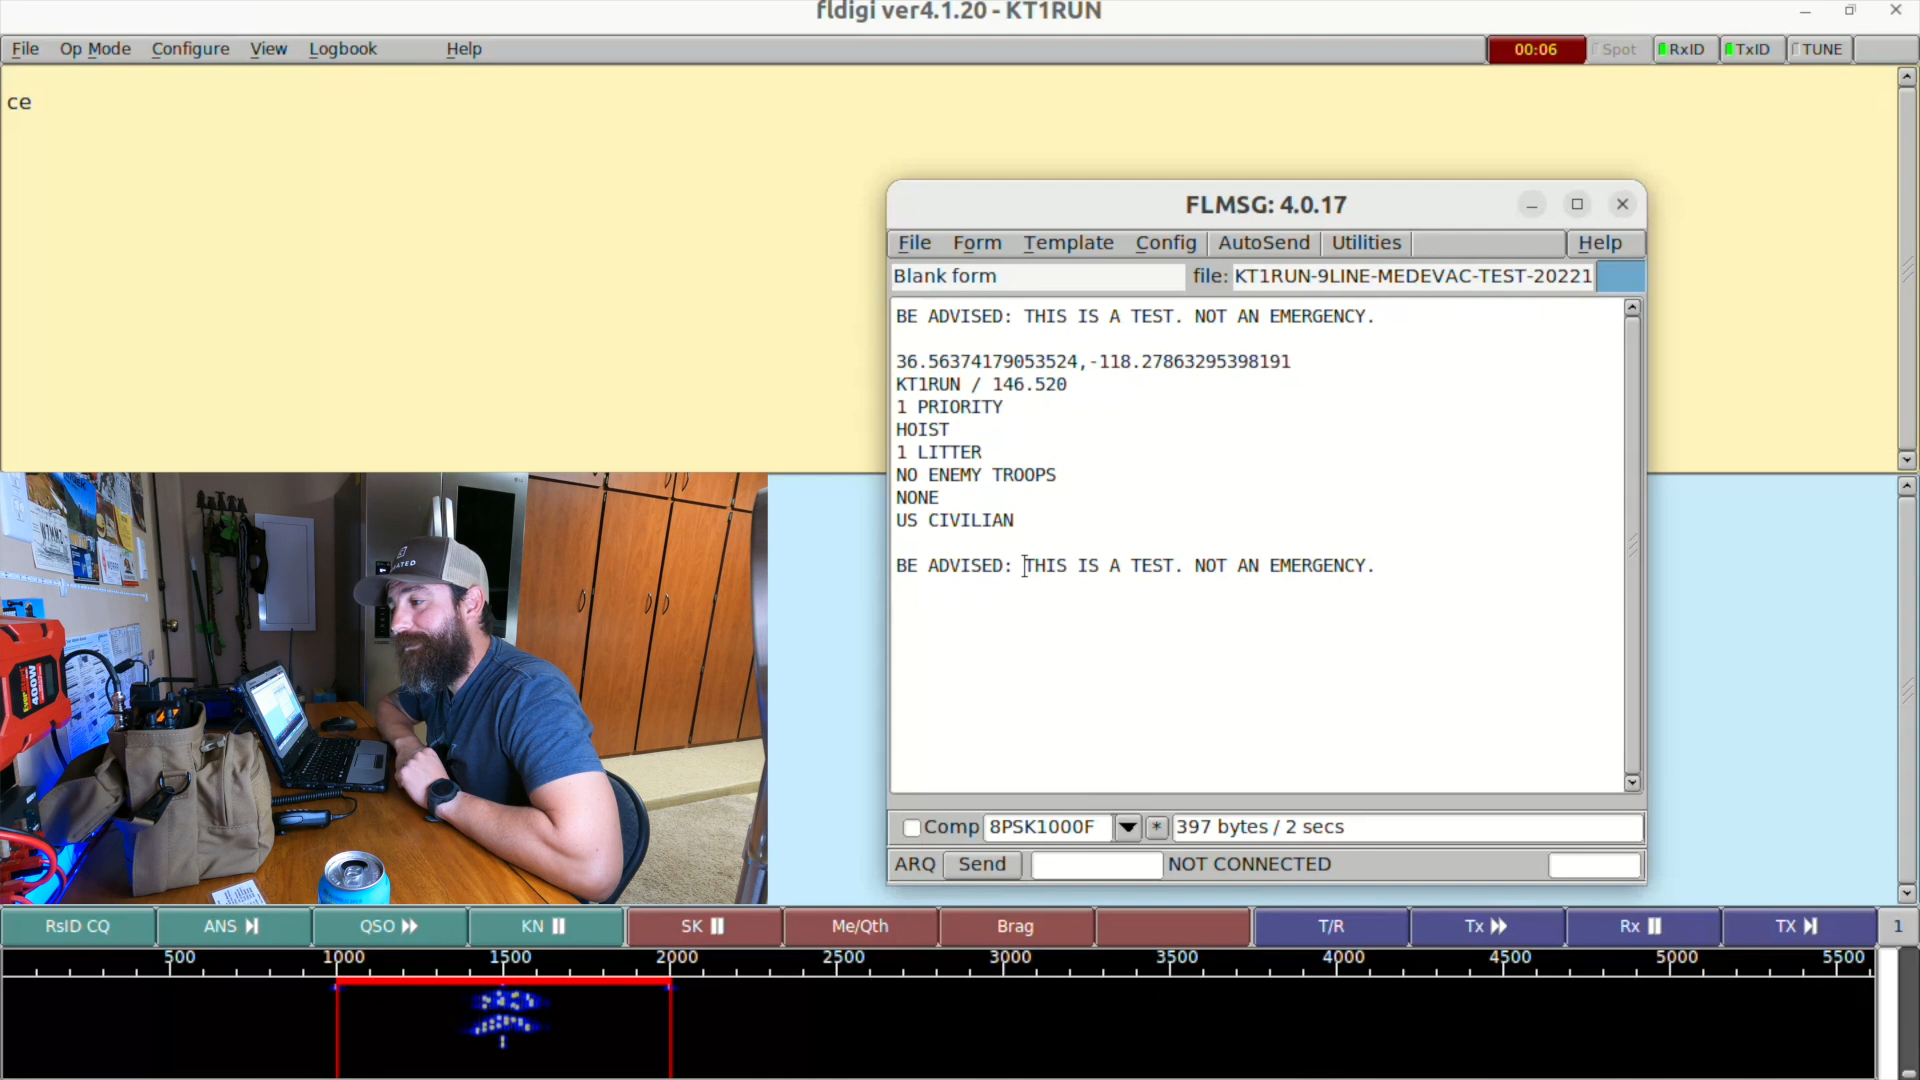 fldigi ver4.1.20 - KT1RUN
File Op Mode Configure View Logbook Help
00:06 Spot RxID TxID TUNE
ce
FLMSG: 4.0.17
File Form Template Config AutoSend Utilities Help
Blank form file: KT1RUN-9LINE-MEDEVAC-TEST-20221
BE ADVISED: THIS IS A TEST. NOT AN EMERGENCY.
36.56374179053524,-118.27863295398191
KT1RUN / 146.520
1 PRIORITY
HOIST
1 LITTER
NO ENEMY TROOPS
NONE
US CIVILIAN
BE ADVISED: THIS IS A TEST. NOT AN EMERGENCY.
Comp 8PSK1000F * 397 bytes / 2 secs
ARQ Send NOT CONNECTED
400W
RsID CQ ANS QSO KN SK Me/Qth Brag T/R Tx Rx TX 1
500 1000 1500 2000 2500 3000 3500 4000 4500 5000 5500